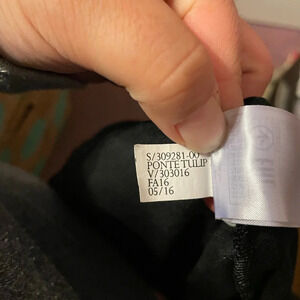 S/309281-00
PONTE TULIP
V/303016
FA16
05/16